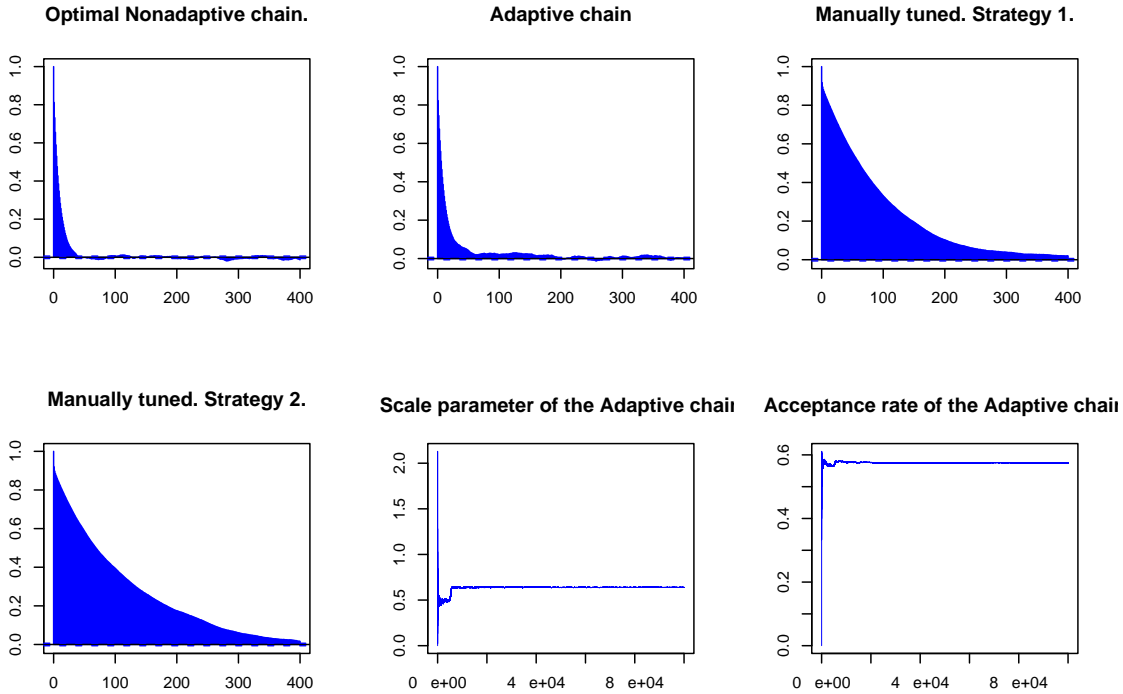 Optimal Nonadaptive chain.
1.0
0.8
0.6
0.4
0.2
0.0
0 100 200 300 400
Adaptive chain
1.0
0.8
0.6
0.4
0.2
0.0
0 100 200 300 400
Manually tuned. Strategy 1.
1.0
0.8
0.6
0.4
0.2
0.0
0 100 200 300 400
Manually tuned. Strategy 2.
1.0
0.8
0.6
0.4
0.2
0.0
0 100 200 300 400
Scale parameter of the Adaptive chain
2.0
1.5
1.0
0.5
0.0
0 e+00 4 e+04 8 e+04
Acceptance rate of the Adaptive chain
0.6
0.4
0.2
0.0
0 e+00 4 e+04 8 e+04